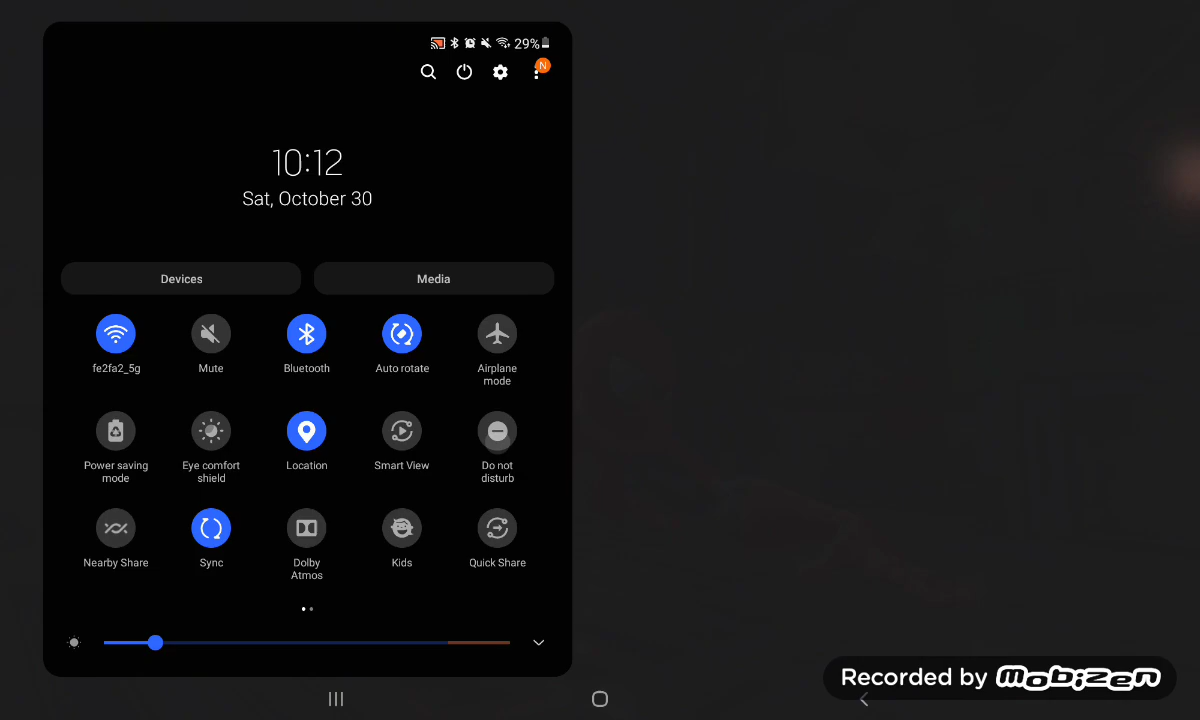 29%
N
10:12
Sat, October 30
Devices
Media
fe2fa2_5g
Mute
Bluetooth
Auto rotate
Airplane
mode
Power saving
mode
Eye comfort
shield
Location
Smart View
Do not
disturb
Nearby Share
Sync
Dolby
Atmos
Kids
Quick Share
Recorded by mobizen